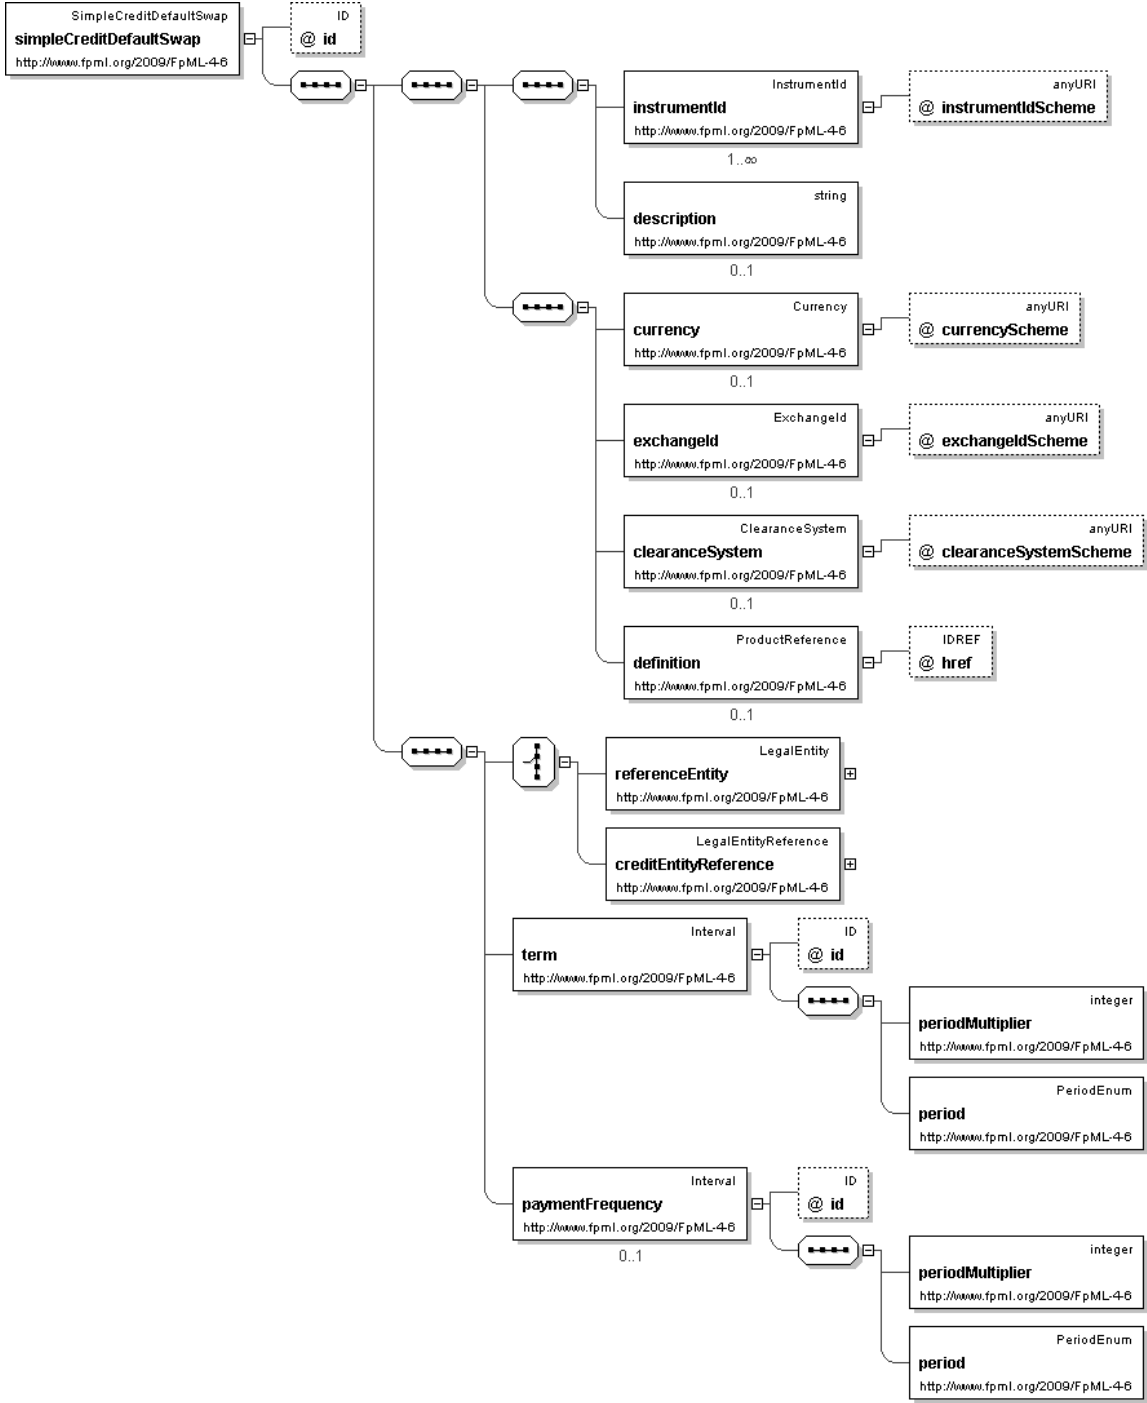 SimpleCreditDefaultSwap
simpleCreditDefaultSwap
http://www.fpml.org/2009/FpML-4-6
ID
@ id
InstrumentId
instrumentId
http://www.fpml.org/2009/FpML-4-6
1..∞
anyURI
@ instrumentIdScheme
string
description
http://www.fpml.org/2009/FpML-4-6
0..1
Currency
currency
http://www.fpml.org/2009/FpML-4-6
0..1
anyURI
@ currencyScheme
ExchangeId
exchangeId
http://www.fpml.org/2009/FpML-4-6
0..1
anyURI
@ exchangeIdScheme
ClearanceSystem
clearanceSystem
http://www.fpml.org/2009/FpML-4-6
0..1
anyURI
@ clearanceSystemScheme
ProductReference
definition
http://www.fpml.org/2009/FpML-4-6
0..1
IDREF
@ href
LegalEntity
referenceEntity
http://www.fpml.org/2009/FpML-4-6
LegalEntityReference
creditEntityReference
http://www.fpml.org/2009/FpML-4-6
Interval
term
http://www.fpml.org/2009/FpML-4-6
ID
@ id
integer
periodMultiplier
http://www.fpml.org/2009/FpML-4-6
PeriodEnum
period
http://www.fpml.org/2009/FpML-4-6
Interval
paymentFrequency
http://www.fpml.org/2009/FpML-4-6
0..1
ID
@ id
integer
periodMultiplier
http://www.fpml.org/2009/FpML-4-6
PeriodEnum
period
http://www.fpml.org/2009/FpML-4-6